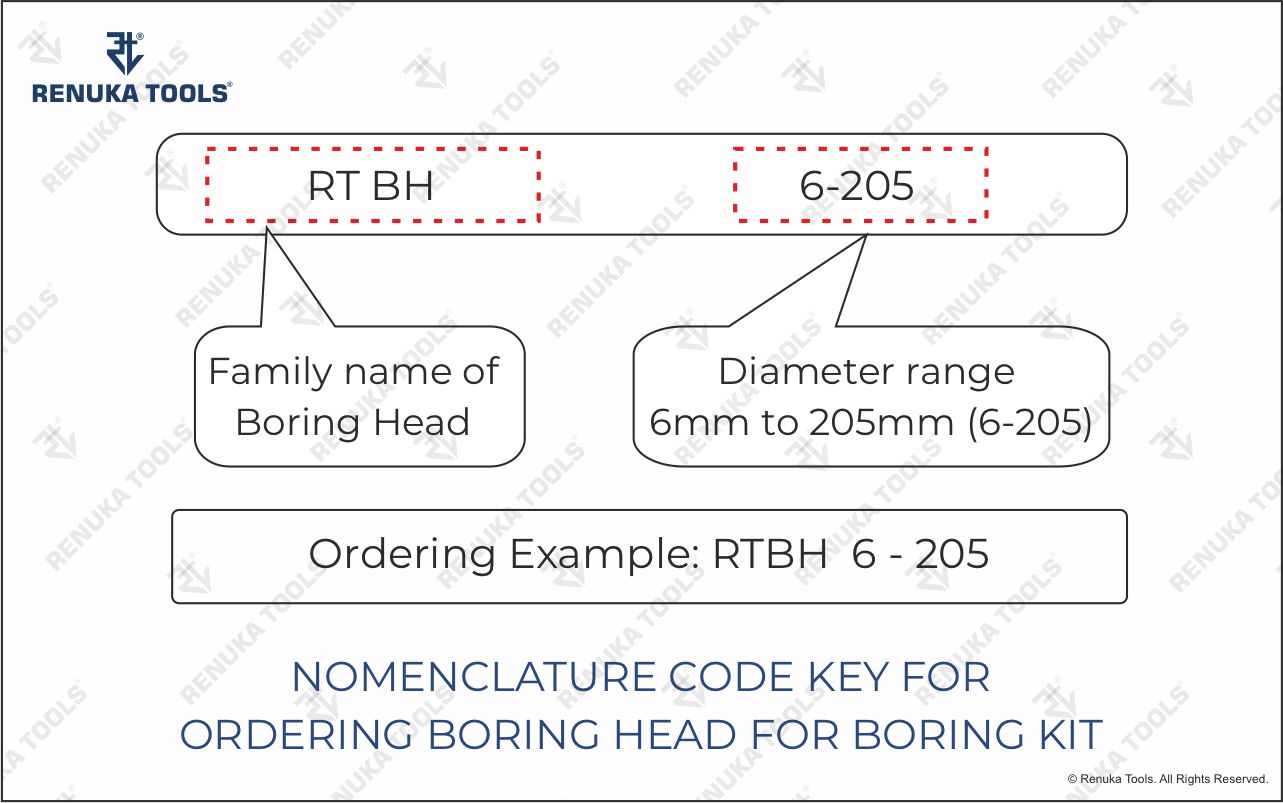 RENUKA TOOLS®
RT BH
6-205
Family name of
Boring Head
Diameter range
6mm to 205mm (6-205)
Ordering Example: RTBH 6 - 205
NOMENCLATURE CODE KEY FOR
ORDERING BORING HEAD FOR BORING KIT
© Renuka Tools. All Rights Reserved.